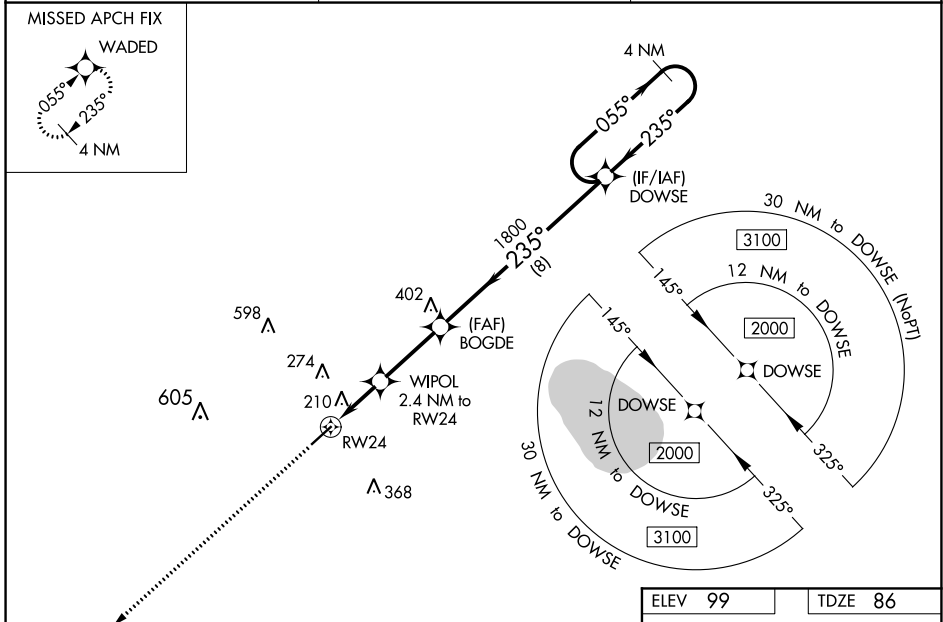 MISSED APCH FIX
WADED
055°
235°
4 NM
4 NM
055°
235°
(IF/IAF)
DOWSE
1800
235°
(8)
402
(FAF)
BOGDE
598
274
WIPOL
2.4 NM to
RW24
210
605
RW24
368
30 NM to DOWSE (NoPT)
3100
145°
12 NM to DOWSE
2000
DOWSE
325°
145°
DOWSE
12 NM to DOWSE
2000
325°
30 NM to DOWSE
3100
ELEV 99
TDZE 86